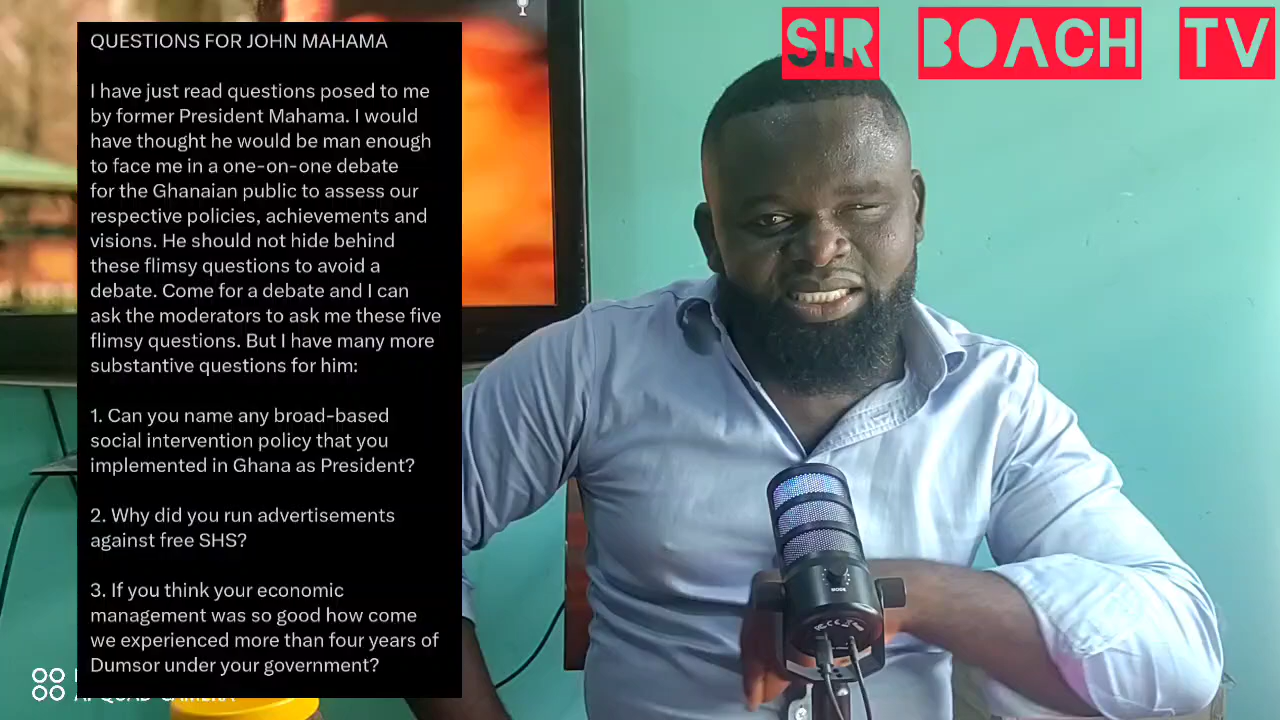 SIR BOACH TV
QUESTIONS FOR JOHN MAHAMA
I have just read questions posed to me
by former President Mahama. I would
have thought he would be man enough
to face me in a one-on-one debate
for the Ghanaian public to assess our
respective policies, achievements and
visions. He should not hide behind
these flimsy questions to avoid a
debate. Come for a debate and I can
ask the moderators to ask me these five
flimsy questions. But I have many more
substantive questions for him:
1. Can you name any broad-based
social intervention policy that you
implemented in Ghana as President?
2. Why did you run advertisements
against free SHS?
3. If you think your economic
management was so good how come
we experienced more than four years of
Dumsor under your government?
MODE